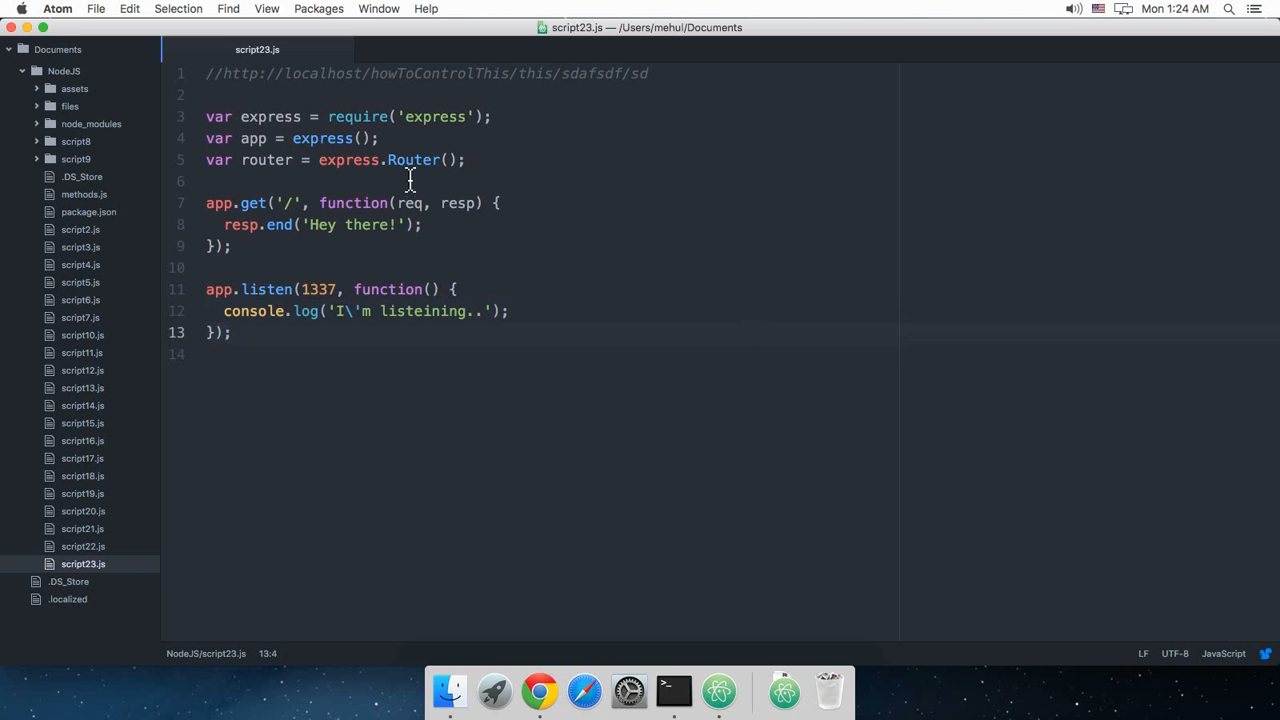 Atom File Edit Selection Find View Packages Window Help Mon 1:24 AM
script23.js — /Users/mehul/Documents
Documents
NodeJS
assets
files
node_modules
script8
script9
.DS_Store
methods.js
package.json
script2.js
script3.js
script4.js
script5.js
script6.js
script7.js
script10.js
script11.js
script12.js
script13.js
script14.js
script15.js
script16.js
script17.js
script18.js
script19.js
script20.js
script21.js
script22.js
script23.js
.DS_Store
.localized
script23.js
1 //http://localhost/howToControlThis/this/sdafsdf/sd
2
3 var express = require('express');
4 var app = express();
5 var router = express.Router();
6
7 app.get('/', function(req, resp) {
8 resp.end('Hey there!');
9 });
10
11 app.listen(1337, function() {
12 console.log('I\'m listeining..');
13 });
14
NodeJS/script23.js 13:4 LF UTF-8 JavaScript
>_